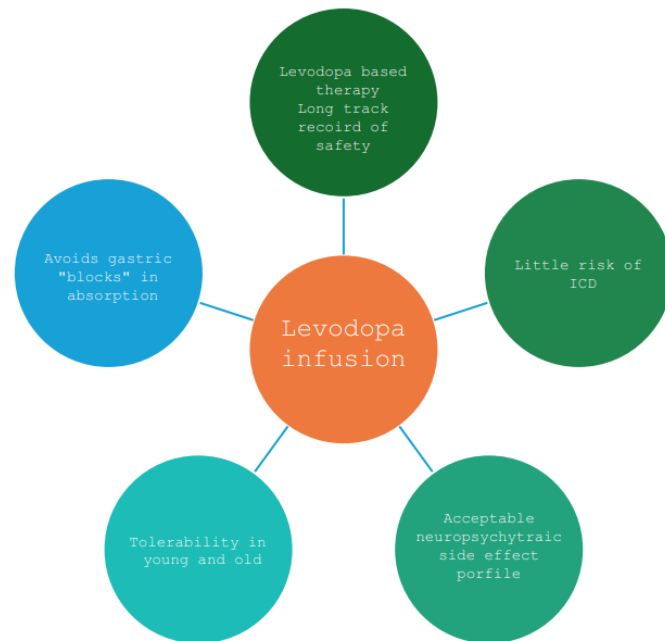 Levodopa based
therapy
Long track
recoird of
safety
Avoids gastric
"blocks" in
absorption
Little risk of
ICD
Levodopa
infusion
Tolerability in
young and old
Acceptable
neuropsychytraic
side effect
porfile